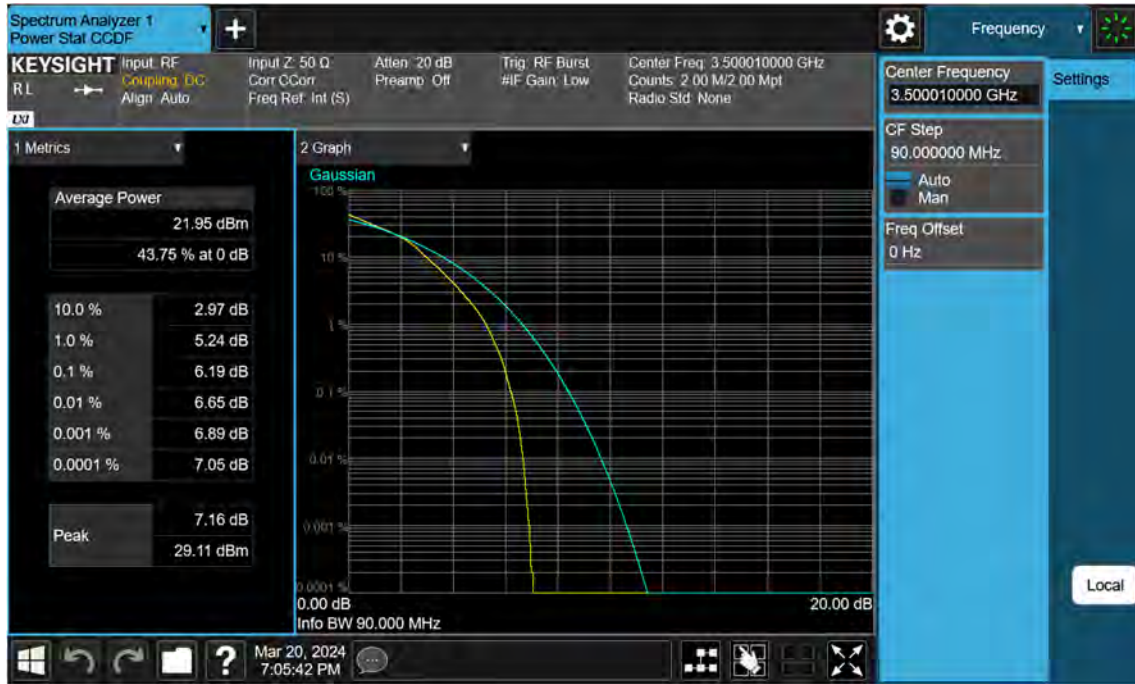 Spectrum Analyzer 1
Power Stat CCDF
+
Frequency
KEYSIGHT
RL
LXI
Input: RF
Coupling: DC
Align: Auto
Input Z: 50 Ω
Corr CCorr
Freq Ref: Int (S)
Atten: 20 dB
Preamp: Off
Trig: RF Burst
#IF Gain: Low
Center Freq: 3.500010000 GHz
Counts: 2.00 M/2.00 Mpt
Radio Std: None
Center Frequency
3.500010000 GHz
Settings
CF Step
90.000000 MHz
Auto
Man
Freq Offset
0 Hz
1 Metrics
Average Power
21.95 dBm
43.75 % at 0 dB
10.0 % 2.97 dB
1.0 % 5.24 dB
0.1 % 6.19 dB
0.01 % 6.65 dB
0.001 % 6.89 dB
0.0001 % 7.05 dB
Peak
7.16 dB
29.11 dBm
2 Graph
Gaussian
100 %
10 %
1 %
0.1 %
0.01 %
0.001 %
0.0001 %
0.00 dB 20.00 dB
Info BW 90.000 MHz
Local
?
Mar 20, 2024
7:05:42 PM